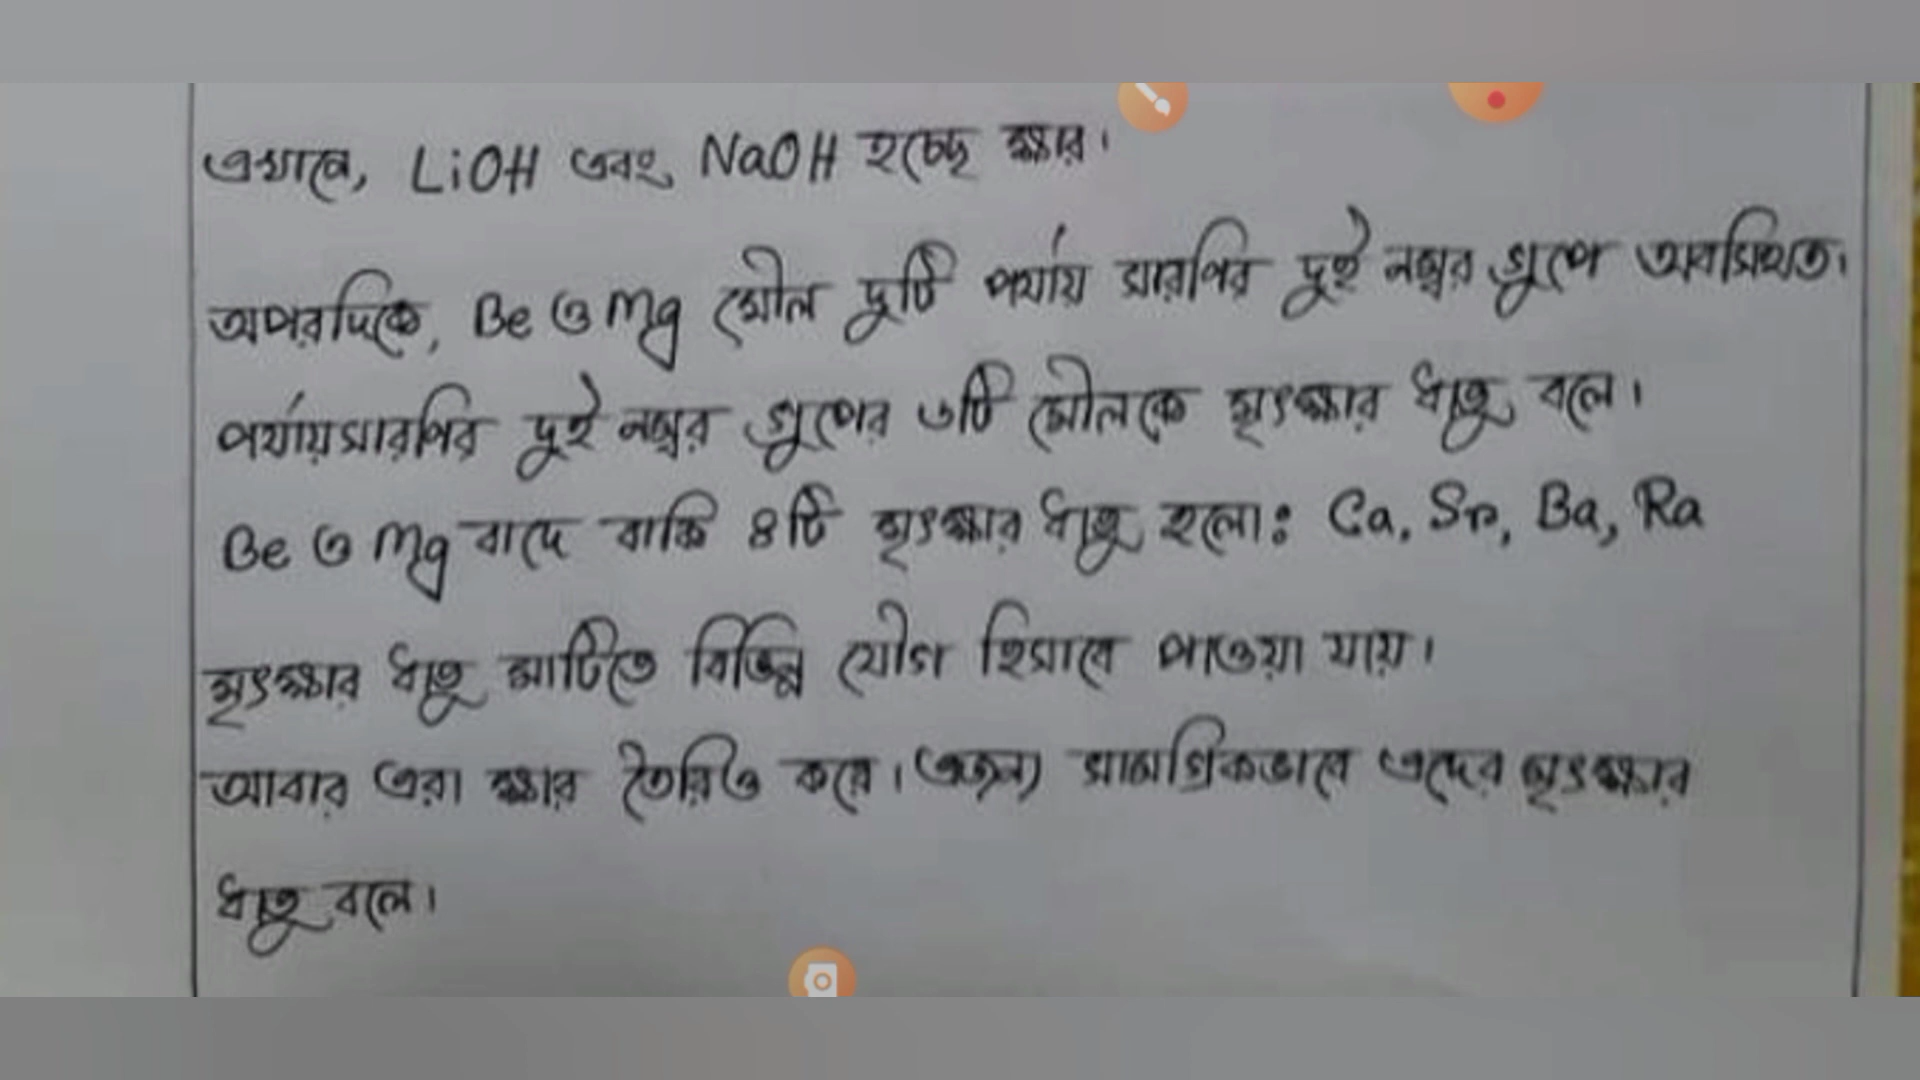 এখানে, LiOH এবং NaOH হচ্ছে ক্ষার।
অপরদিকে, Be ও Mg মৌল দুটি পর্যায় সারণির দুই নম্বর গ্রুপে অবস্থিত।
পর্যায়সারণির দুই নম্বর গ্রুপের ৬টি মৌলকে মৃৎক্ষার ধাতু বলে।
Be ও Mg বাদে বাকি ৪টি মৃৎক্ষার ধাতু হলো: Ca, Sr, Ba, Ra
মৃৎক্ষার ধাতু মাটিতে বিভিন্ন যৌগ হিসাবে পাওয়া যায়।
আবার এরা ক্ষার তৈরিও করে। এজন্য সামগ্রিকভাবে এদের মৃৎক্ষার
ধাতু বলে।